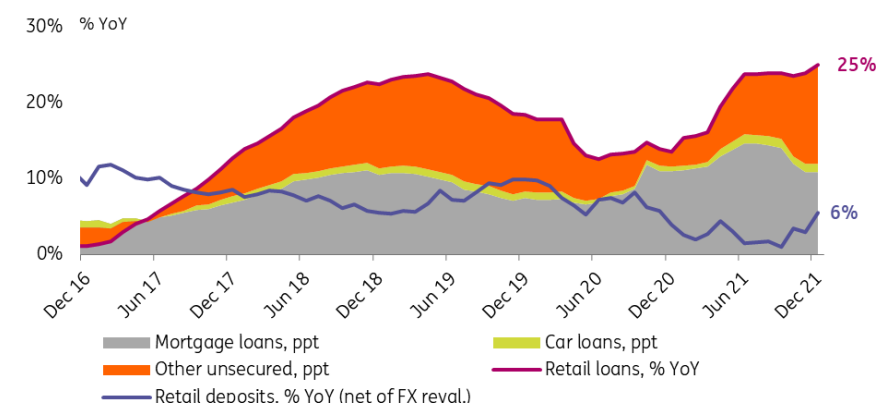 30% % YoY
25%
20%
10%
6%
0%
Dec 16 Jun 17 Dec 17 Jun 18 Dec 18 Jun 19 Dec 19 Jun 20 Dec 20 Jun 21 Dec 21
Mortgage loans, ppt Car loans, ppt
Other unsecured, ppt Retail loans, % YoY
Retail deposits, % YoY (net of FX reval.)